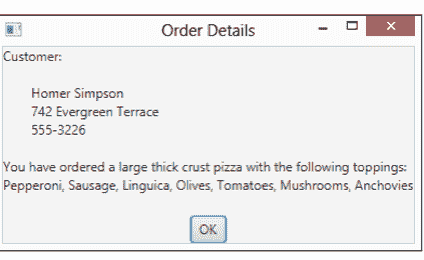 Order Details
Customer:
Homer Simpson
742 Evergreen Terrace
555-3226
You have ordered a large thick crust pizza with the following toppings:
Pepperoni, Sausage, Linguica, Olives, Tomatoes, Mushrooms, Anchovies
OK